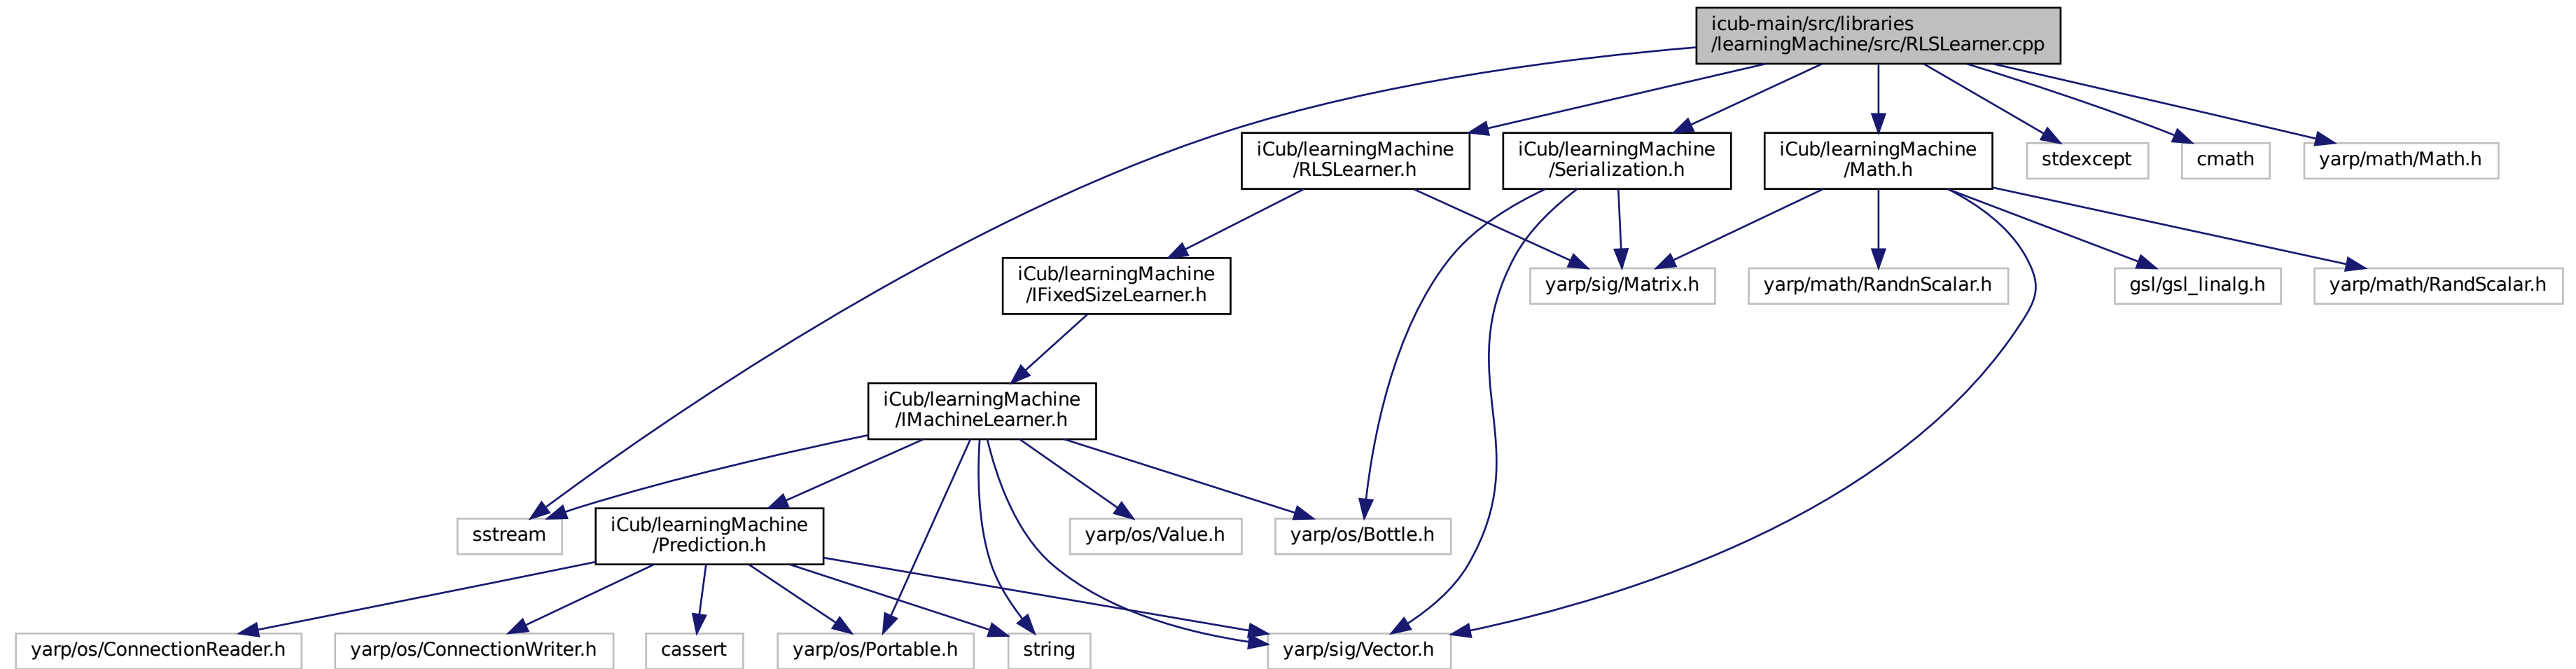 icub-main/src/libraries
/learningMachine/src/RLSLearner.cpp
iCub/learningMachine
/RLSLearner.h
iCub/learningMachine
/Serialization.h
iCub/learningMachine
/Math.h
stdexcept
cmath
yarp/math/Math.h
iCub/learningMachine
/IFixedSizeLearner.h
yarp/sig/Matrix.h
yarp/math/RandnScalar.h
gsl/gsl_linalg.h
yarp/math/RandScalar.h
iCub/learningMachine
/IMachineLearner.h
sstream
iCub/learningMachine
/Prediction.h
yarp/os/Value.h
yarp/os/Bottle.h
yarp/os/ConnectionReader.h
yarp/os/ConnectionWriter.h
cassert
yarp/os/Portable.h
string
yarp/sig/Vector.h